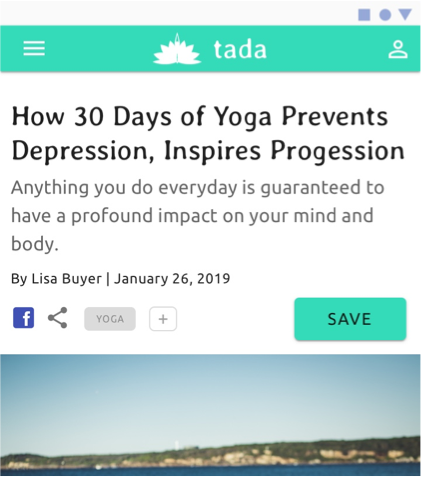 tada
How 30 Days of Yoga Prevents
Depression, Inspires Progession
Anything you do everyday is guaranteed to
have a profound impact on your mind and
body.
By Lisa Buyer | January 26, 2019
f
YOGA
+
SAVE